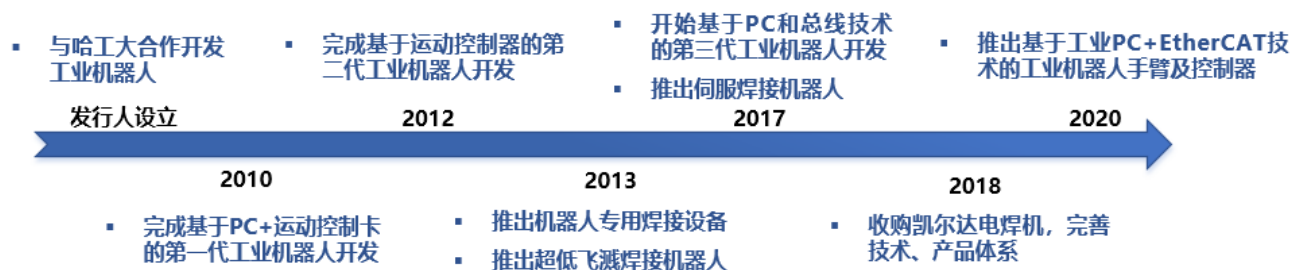 ▪ 与哈工大合作开发
工业机器人
发行人设立
▪ 完成基于PC+运动控制卡
的第一代工业机器人开发
2010
▪ 完成基于运动控制器的第
二代工业机器人开发
2012
2013
▪ 推出机器人专用焊接设备
▪ 推出超低飞溅焊接机器人
▪ 开始基于PC和总线技术
的第三代工业机器人开发
▪ 推出伺服焊接机器人
2017
2018
▪ 收购凯尔达电焊机，完善
技术、产品体系
▪ 推出基于工业PC+EtherCAT技
术的工业机器人手臂及控制器
2020